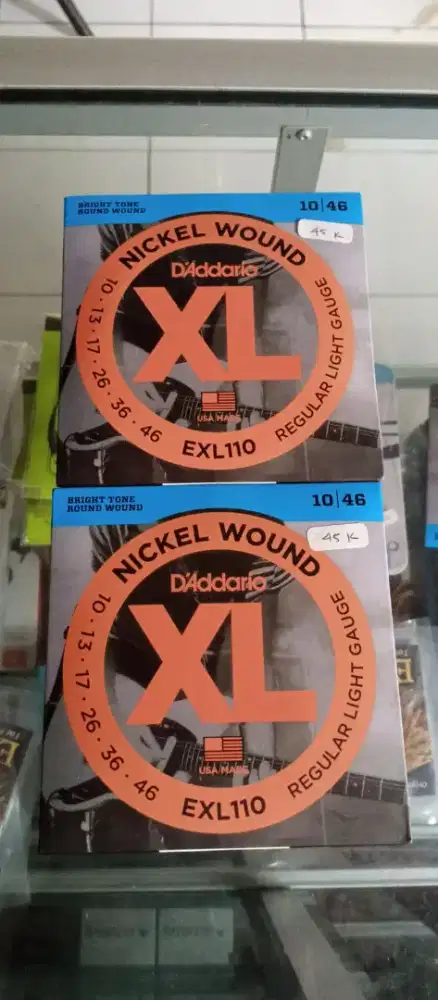 BRIGHT TONE
ROUND WOUND
10|46
45 K
NICKEL WOUND
D'Addario
XL
10 · 13 · 17 · 26 · 36 · 46
USA MADE
EXL110
REGULAR LIGHT GAUGE
BRIGHT TONE
ROUND WOUND
10|46
45 K
NICKEL WOUND
D'Addario
XL
10 · 13 · 17 · 26 · 36 · 46
USA MADE
EXL110
REGULAR LIGHT GAUGE